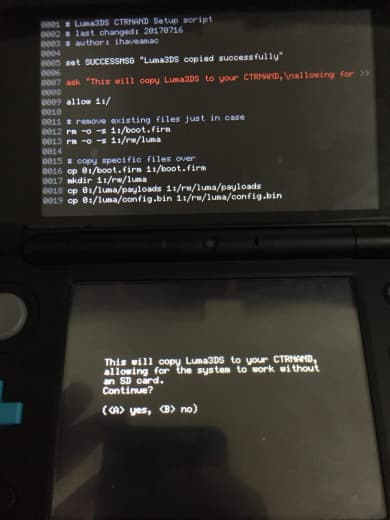 0001 # Luma3DS CTRNAND Setup script
0002 # last changed: 20170716
0003 # author: ihaveamac
0004
0005 set SUCCESSMSG "Luma3DS copied successfully"
0006
0007 ask "This will copy Luma3DS to your CTRNAND,\nallowing for >>
0008
0009 allow 1:/
0010
0011 # remove existing files just in case
0012 rm -o -s 1:/boot.firm
0013 rm -o -s 1:/rw/luma
0014
0015 # copy specific files over
0016 cp 0:/boot.firm 1:/boot.firm
0017 mkdir 1:/rw/luma
0018 cp 0:/luma/payloads 1:/rw/luma/payloads
0019 cp 0:/luma/config.bin 1:/rw/luma/config.bin
This will copy Luma3DS to your CTRNAND,
allowing for the system to work without
an SD card.
Continue?
(<A> yes, <B> no)